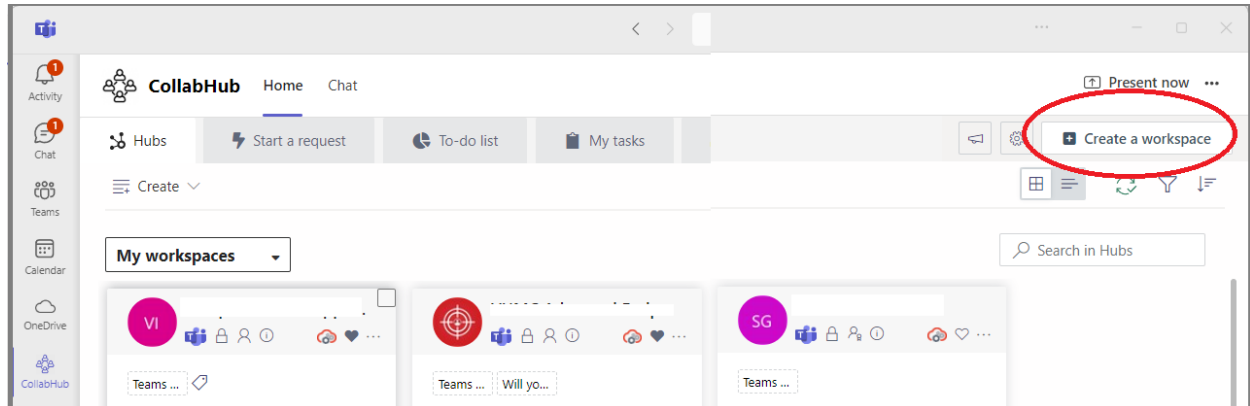 CollabHub Home Chat
Present now
1
Activity
Hubs
Start a request
To-do list
My tasks
Create a workspace
1
Chat
Create
Teams
Calendar
My workspaces
Search in Hubs
OneDrive
VI
SG
CollabHub
Teams ...
Teams ...
Will yo...
Teams ...